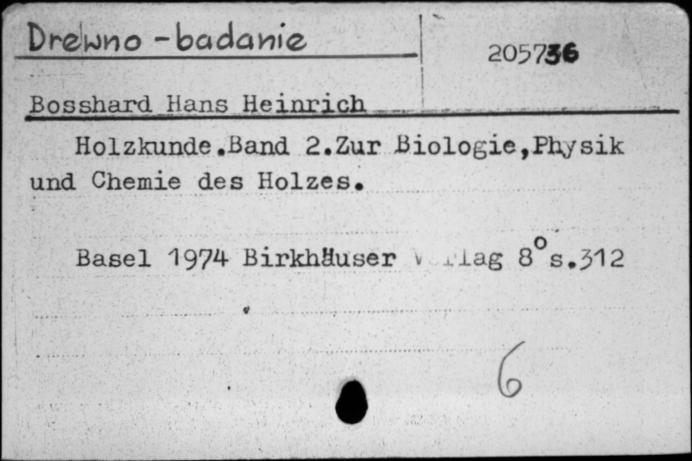 Drewno - badanie
205736
Bosshard Hans Heinrich
Holzkunde.Band 2.Zur Biologie,Physik
und Chemie des Holzes.
Basel 1974 Birkhäuser Verlag 8° s.312
6